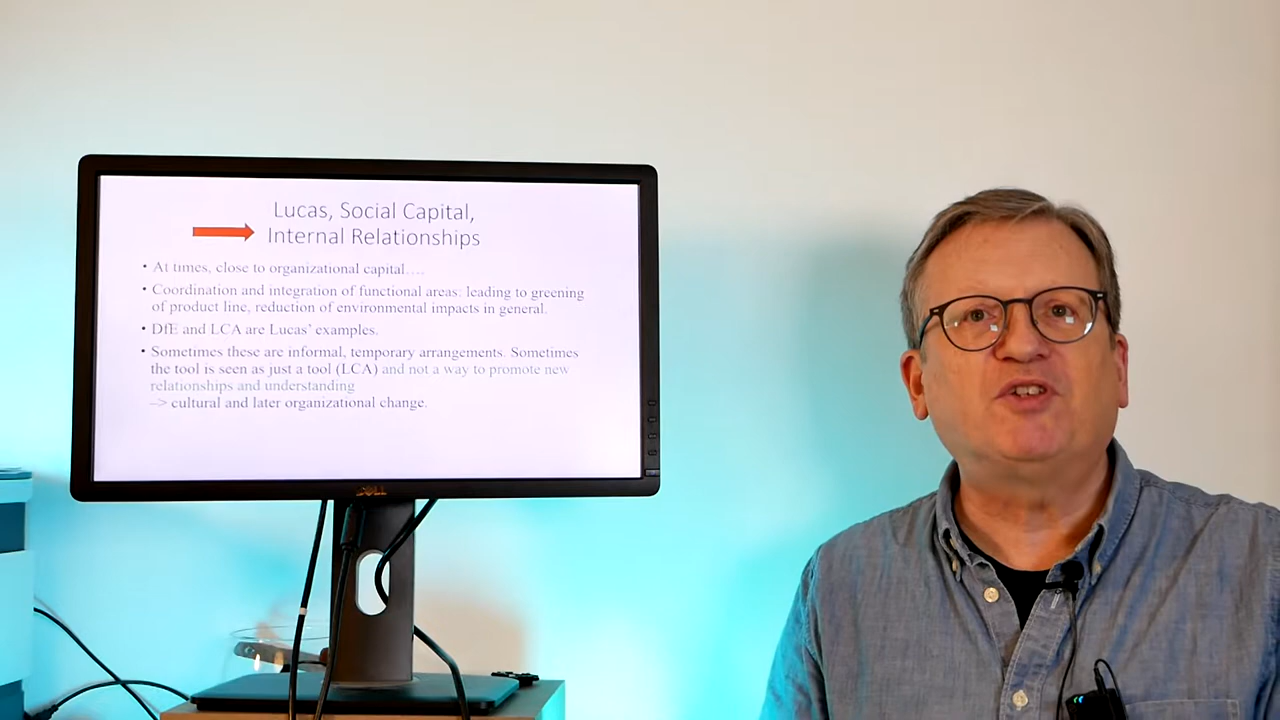 Lucas, Social Capital,
Internal Relationships
• At times, close to organizational capital....
• Coordination and integration of functional areas: leading to greening
of product line, reduction of environmental impacts in general.
• DfE and LCA are Lucas' examples.
• Sometimes these are informal, temporary arrangements. Sometimes
the tool is seen as just a tool (LCA) and not a way to promote new
relationships and understanding
–> cultural and later organizational change.
DELL